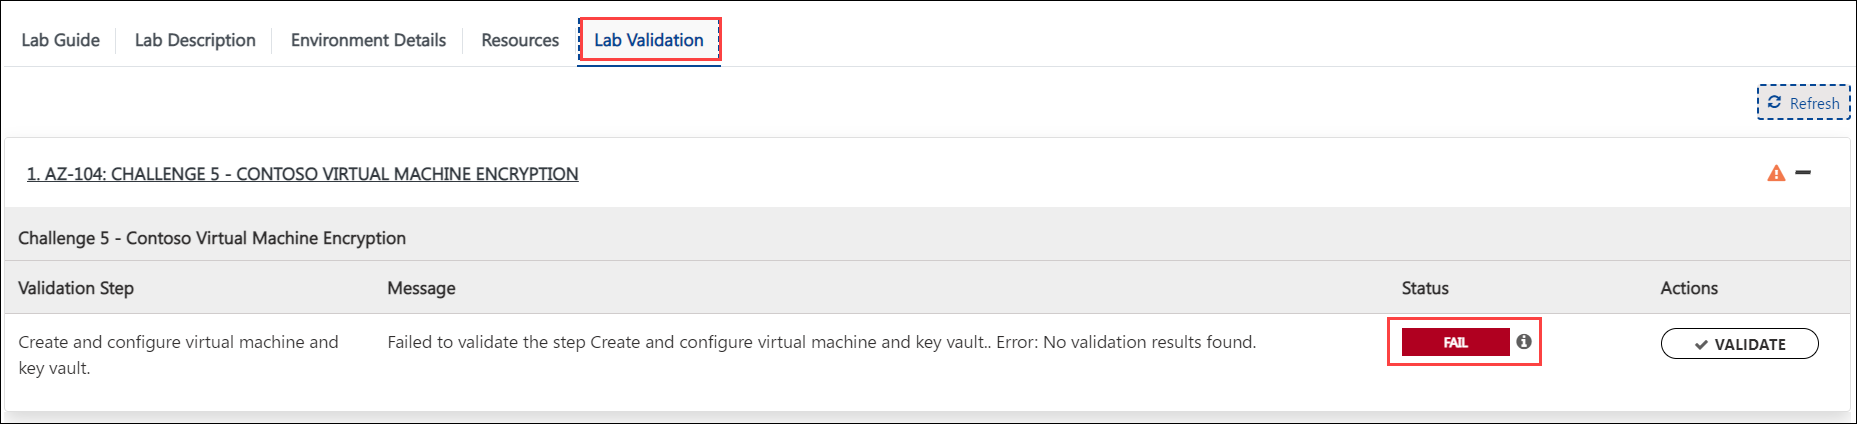 Lab Guide
Lab Description
Environment Details
Resources
Lab Validation
Refresh
1. AZ-104: CHALLENGE 5 - CONTOSO VIRTUAL MACHINE ENCRYPTION
Challenge 5 - Contoso Virtual Machine Encryption
Validation Step
Message
Status
Actions
Create and configure virtual machine and
key vault.
Failed to validate the step Create and configure virtual machine and key vault.. Error: No validation results found.
FAIL
VALIDATE